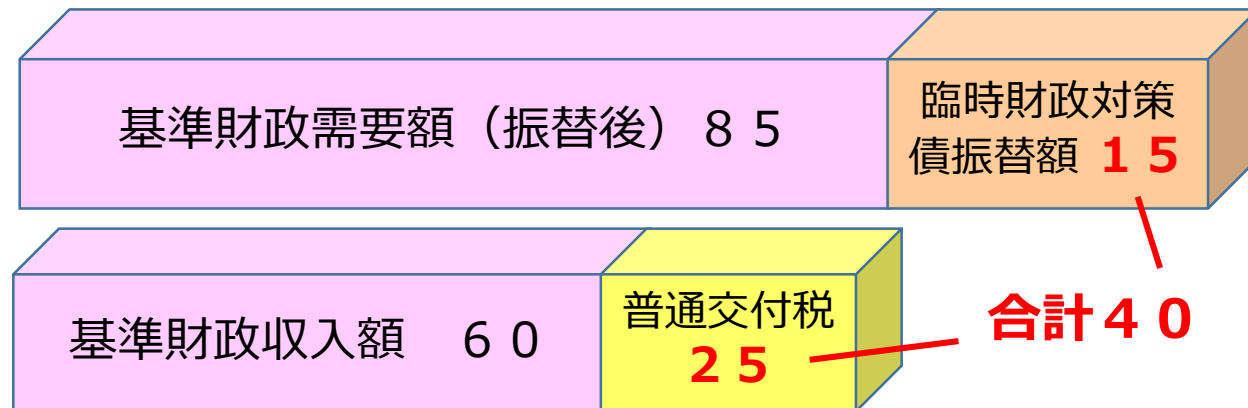 基準財政需要額（振替後）８５
臨時財政対策
債振替額 １５
基準財政収入額　６０
普通交付税
２５
合計４０